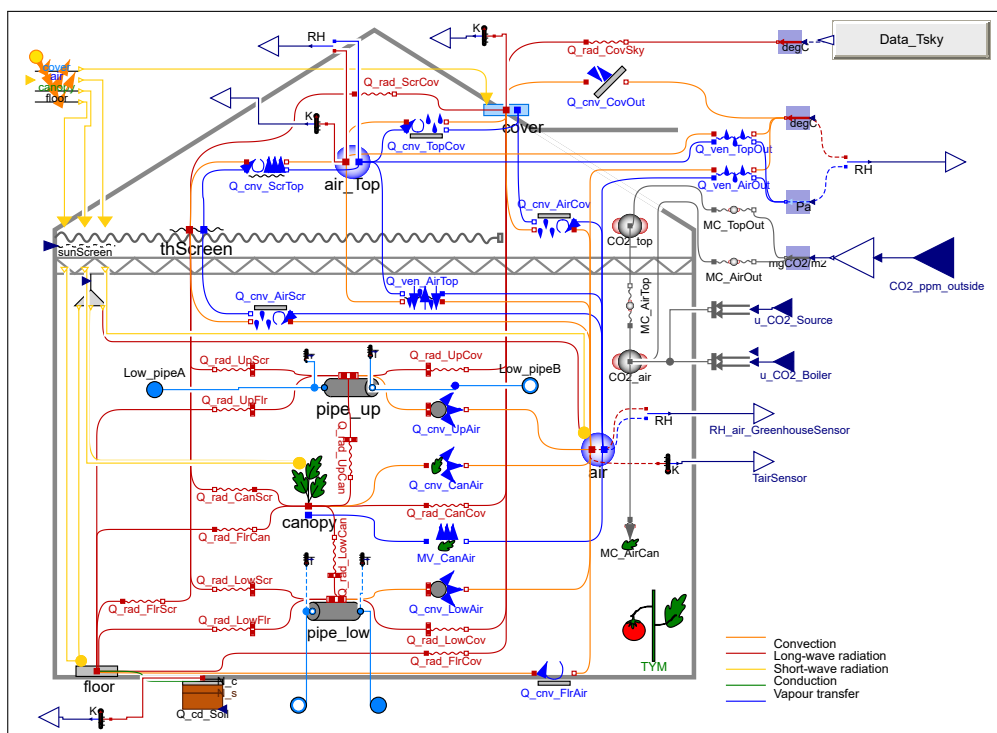 K
RH
Q_rad_CovSky
degC
Data_Tsky
cover
air
canopy
floor
Q_rad_ScrCov
Q_cnv_CovOut
K
cover
degC
Q_cnv_TopCov
Q_ven_TopOut
RH
Q_cnv_ScrTop
air_Top
Q_ven_AirOut
Pa
Q_cnv_AirCov
MC_TopOut
CO2_top
sunScreen
thScreen
mgCO2/m2
MC_AirOut
CO2_ppm_outside
Q_ven_AirTop
MC_AirTop
Q_cnv_AirScr
u_CO2_Source
Q_rad_UpScr
Q_rad_UpCov
CO2_air
u_CO2_Boiler
Low_pipeA
Low_pipeB
pipe_up
Q_rad_UpFlr
Q_cnv_UpAir
RH
RH_air_GreenhouseSensor
Q_rad_UpCan
air
K
TairSensor
Q_cnv_CanAir
Q_rad_CanScr
Q_rad_CanCov
canopy
Q_rad_FlrCan
Q_rad_LowCan
MV_CanAir
MC_AirCan
Q_rad_LowScr
Q_cnv_LowAir
Q_rad_FlrScr
Q_rad_LowFlr
pipe_low
Q_rad_LowCov
Q_rad_FlrCov
TYM
Convection
Long-wave radiation
Short-wave radiation
Conduction
Vapour transfer
floor
N_c
N_s
Q_cd_Soil
Q_cnv_FlrAir
K